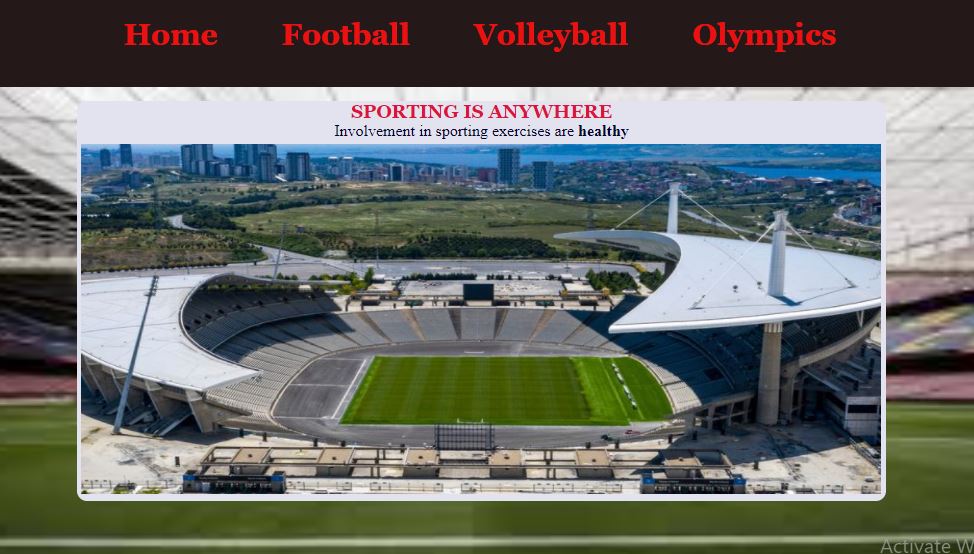 Home Football Volleyball Olympics
SPORTING IS ANYWHERE
Involvement in sporting exercises are healthy
Activate W